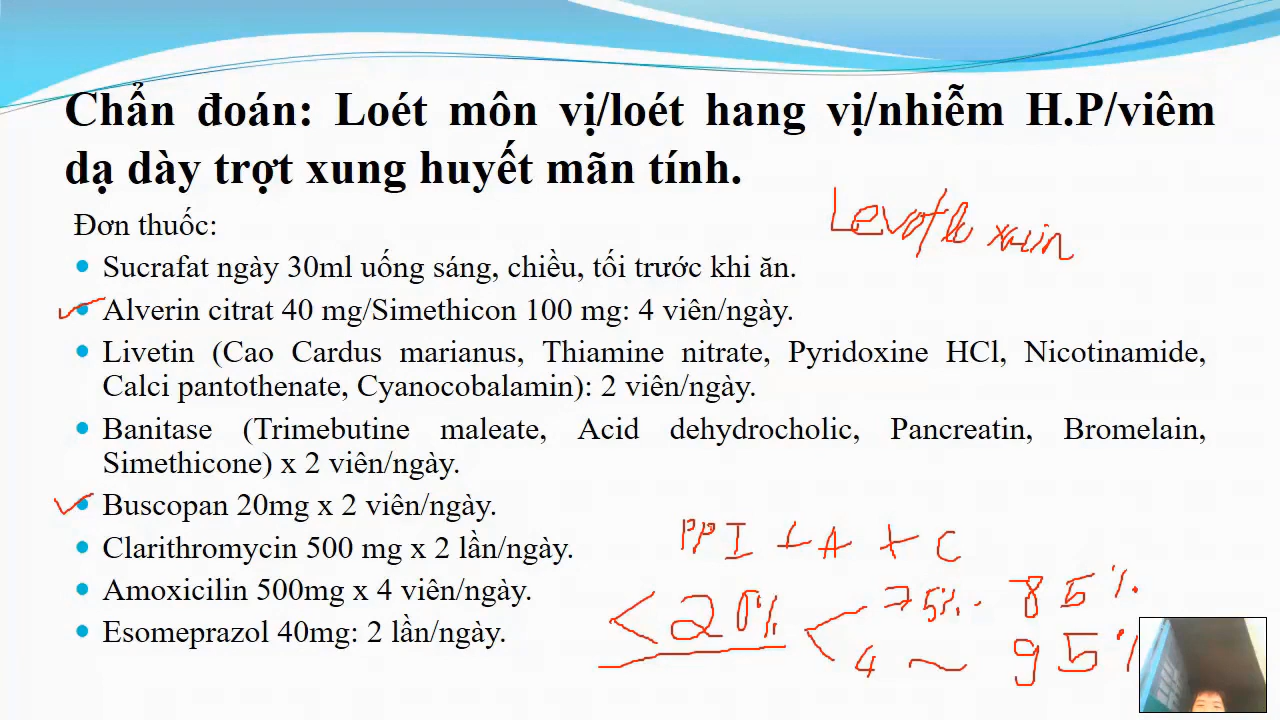 Chẩn đoán: Loét môn vị/loét hang vị/nhiễm H.P/viêm
dạ dày trợt xung huyết mãn tính.
Levofloxacin
Đơn thuốc:
Sucrafat ngày 30ml uống sáng, chiều, tối trước khi ăn.
Alverin citrat 40 mg/Simethicon 100 mg: 4 viên/ngày.
Livetin (Cao Cardus marianus, Thiamine nitrate, Pyridoxine HCl, Nicotinamide,
Calci pantothenate, Cyanocobalamin): 2 viên/ngày.
Banitase (Trimebutine maleate, Acid dehydrocholic, Pancreatin, Bromelain,
Simethicone) x 2 viên/ngày.
Buscopan 20mg x 2 viên/ngày.
Clarithromycin 500 mg x 2 lần/ngày.
Amoxicilin 500mg x 4 viên/ngày.
Esomeprazol 40mg: 2 lần/ngày.
PPI + A + C
< 20%
75% - 85%
4 ~ 95%